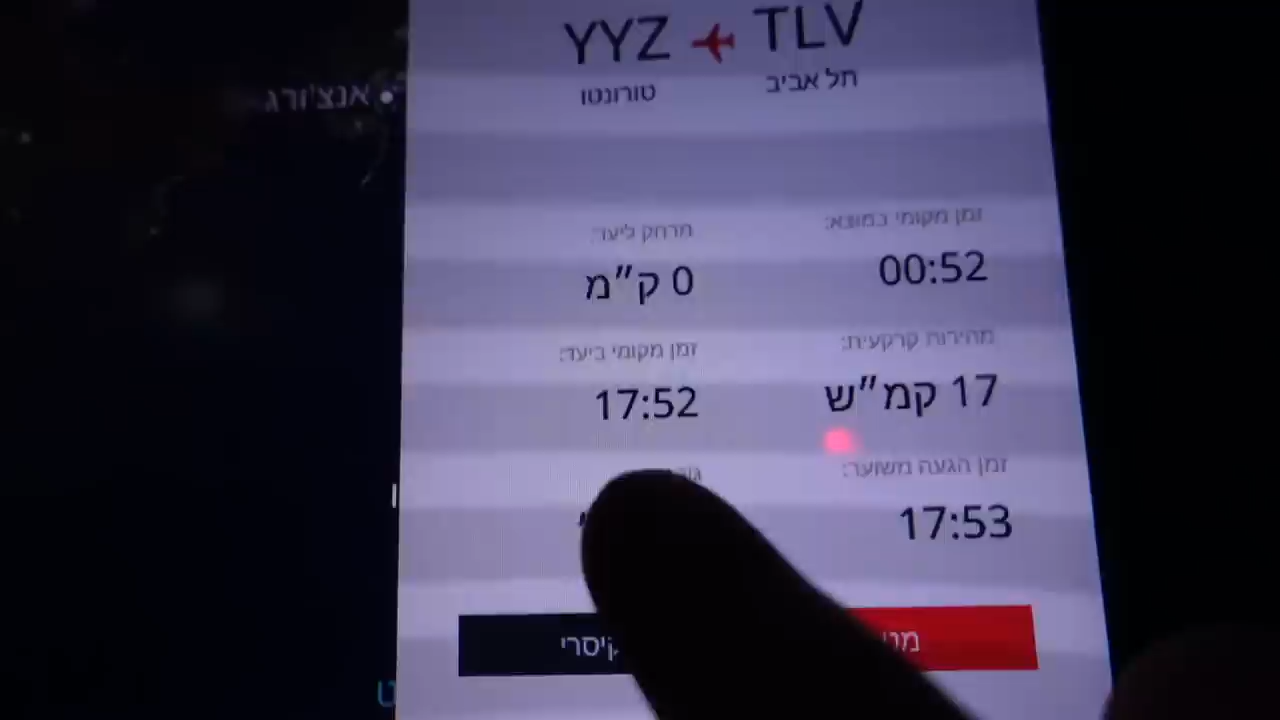 TLV YYZ
תל אביב טורונטו
אנצ'ורג
זמן מקומי במוצא: מרחק ליעד:
00:52 0 ק"מ
מהירות קרקעית: זמן מקומי ביעד:
17 קמ"ש 17:52
זמן הגעה משוער:
17:53
קיסרי